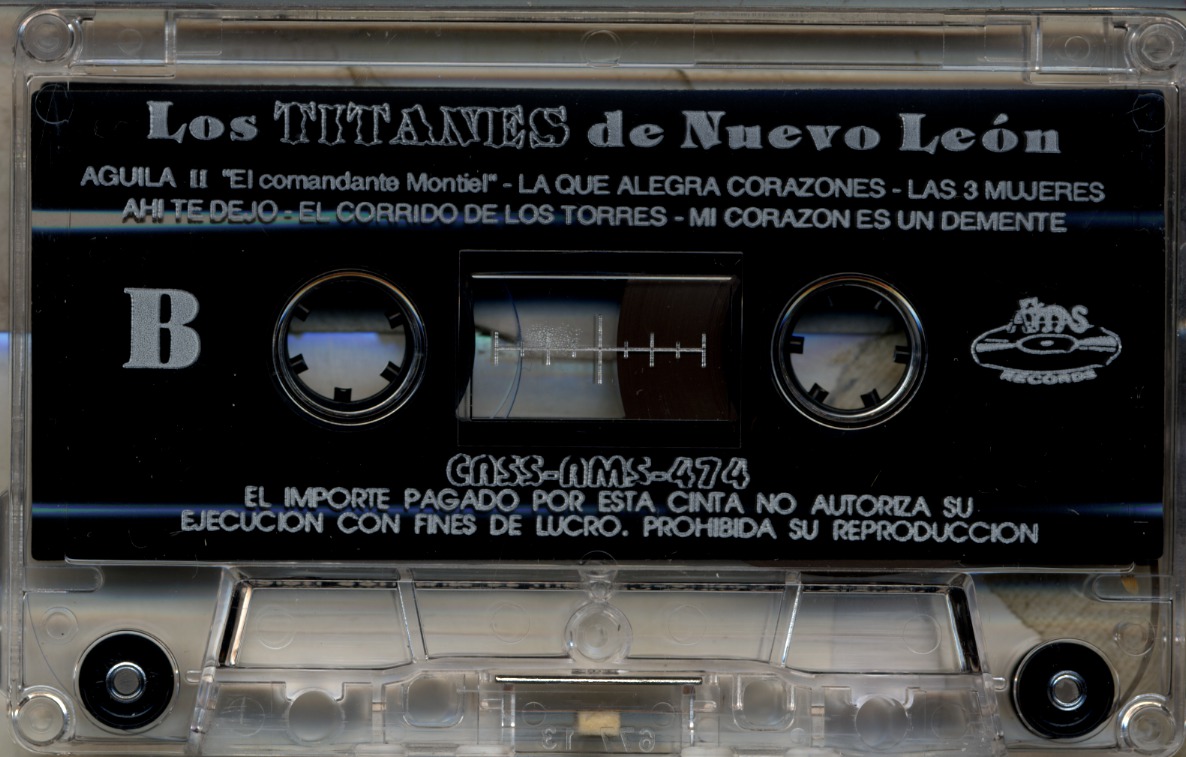 Los TITANES de Nuevo León
AGUILA II "El comandante Montiel" - LA QUE ALEGRA CORAZONES - LAS 3 MUJERES
AHI TE DEJO - EL CORRIDO DE LOS TORRES - MI CORAZON ES UN DEMENTE
B
Ams
RECORDS
CASS-AMS-474
EL IMPORTE PAGADO POR ESTA CINTA NO AUTORIZA SU
EJECUCION CON FINES DE LUCRO. PROHIBIDA SU REPRODUCCION